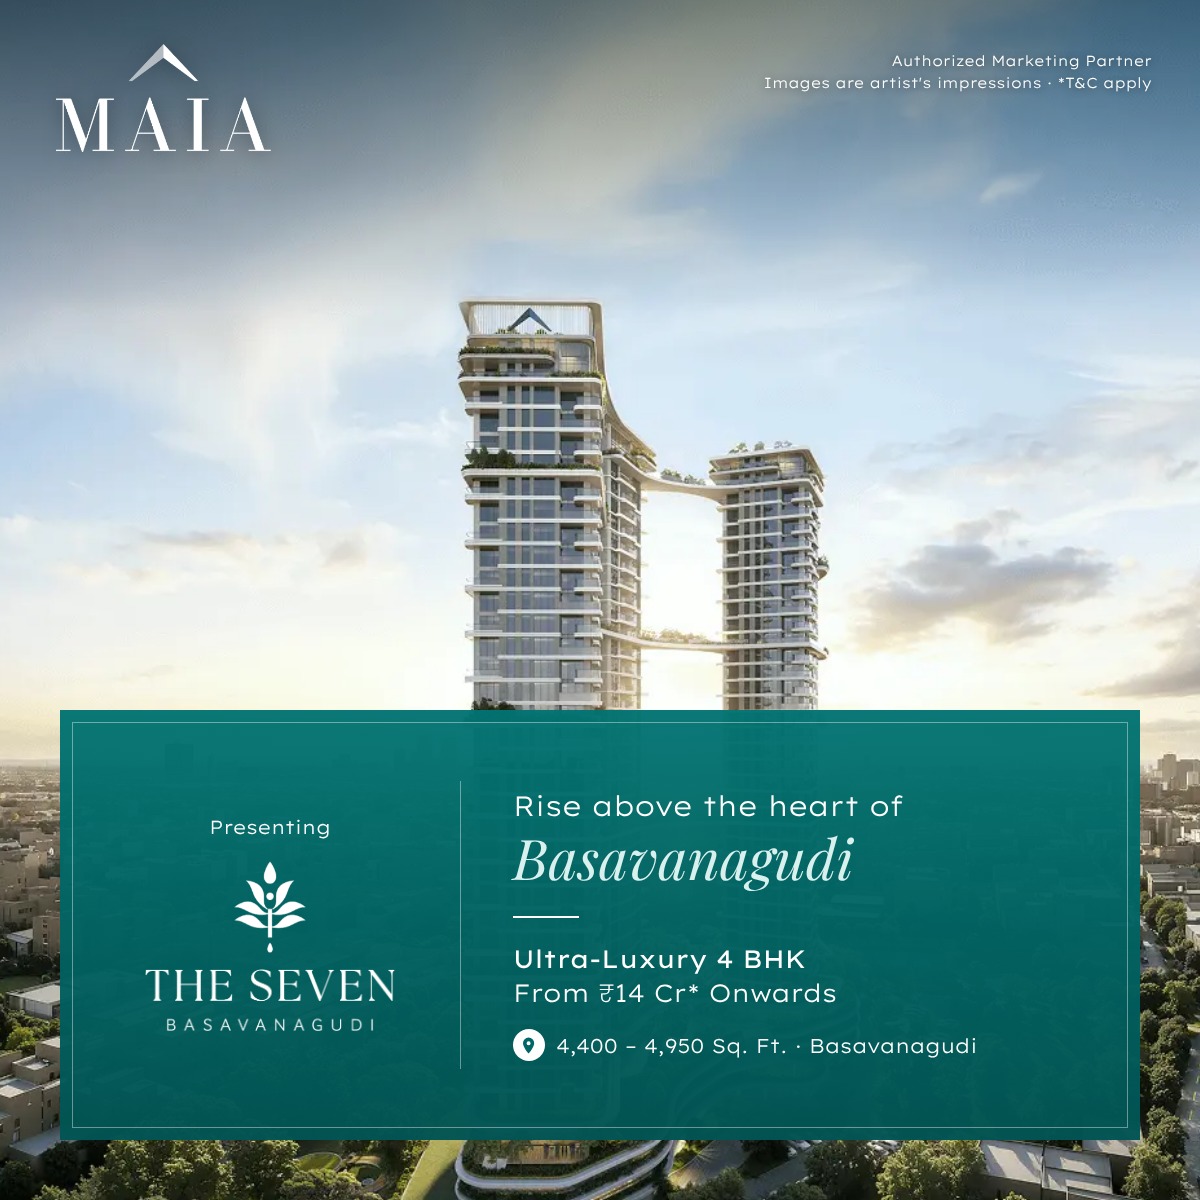 MAIA
Authorized Marketing Partner
Images are artist's impressions · *T&C apply
Presenting
THE SEVEN
BASAVANAGUDI
Rise above the heart of
Basavanagudi
Ultra-Luxury 4 BHK
From ₹14 Cr* Onwards
4,400 – 4,950 Sq. Ft. · Basavanagudi